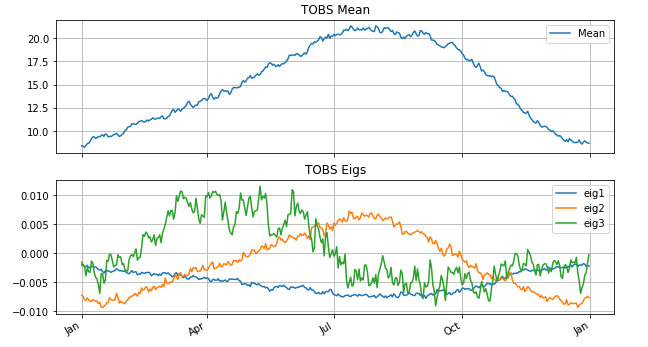 TOBS Mean
20.0
17.5
15.0
12.5
10.0
Mean
TOBS Eigs
0.010
0.005
0.000
−0.005
−0.010
eig1
eig2
eig3
Jan
Apr
Jul
Oct
Jan